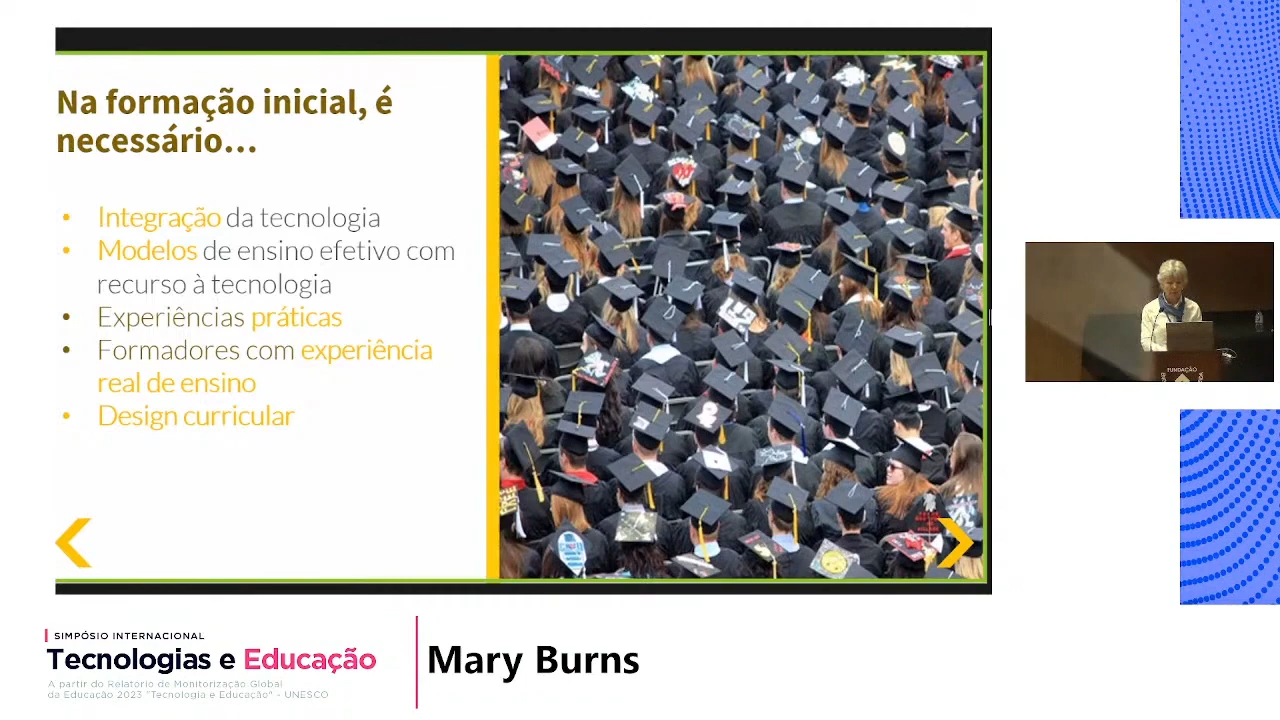 Na formação inicial, é
necessário...
• Integração da tecnologia
• Modelos de ensino efetivo com
recurso à tecnologia
• Experiências práticas
• Formadores com experiência
real de ensino
• Design curricular
FUNDAÇÃO
SIMPÓSIO INTERNACIONAL
Tecnologias e Educação
A partir do Relatório de Monitorização Global
da Educação 2023 "Tecnologia e Educação" - UNESCO
Mary Burns